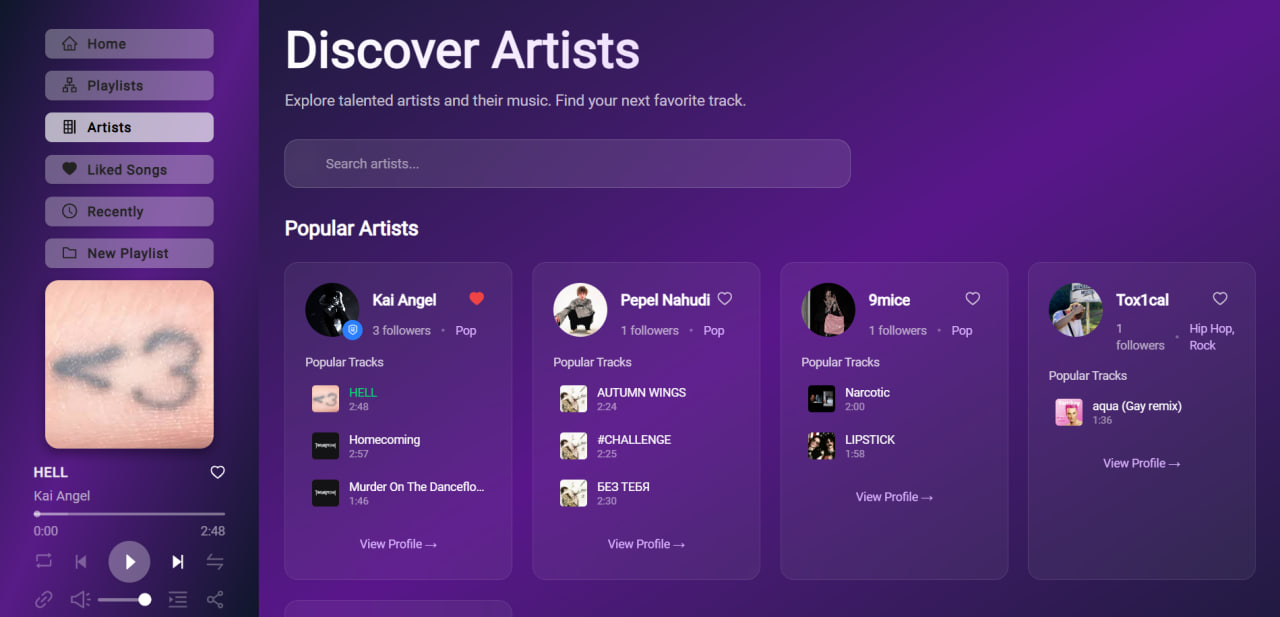 Home
Playlists
Artists
Liked Songs
Recently
New Playlist
<3
HELL
Kai Angel
0:00
2:48
Discover Artists
Explore talented artists and their music. Find your next favorite track.
Search artists...
Popular Artists
Kai Angel
3 followers • Pop
Popular Tracks
HELL
2:48
Homecoming
2:57
Murder On The Danceflo...
1:46
View Profile →
Pepel Nahudi
1 followers • Pop
Popular Tracks
AUTUMN WINGS
2:24
#CHALLENGE
2:25
БЕЗ ТЕБЯ
2:30
View Profile →
9mice
1 followers • Pop
Popular Tracks
Narcotic
2:00
LIPSTICK
1:58
View Profile →
Tox1cal
1
followers • Hip Hop,
Rock
Popular Tracks
aqua (Gay remix)
1:36
View Profile →